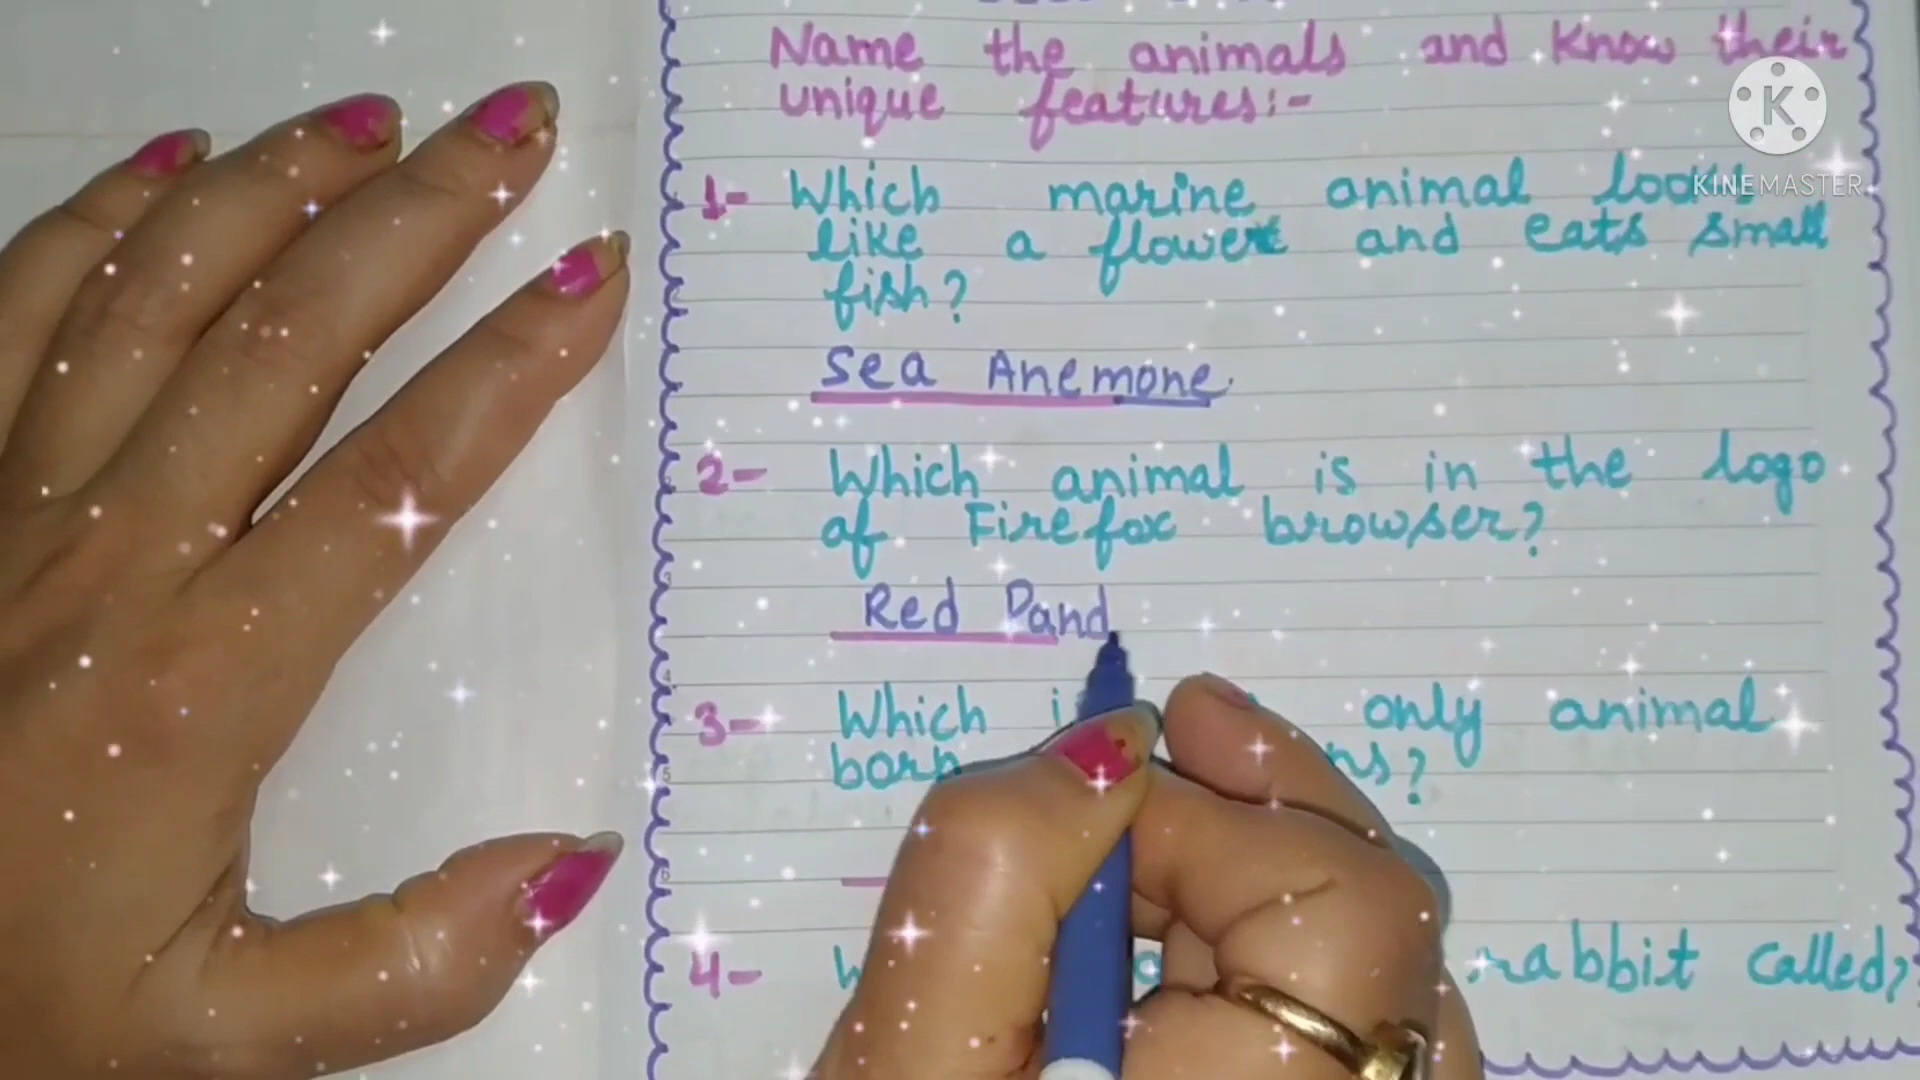 Name the animals and Know their
unique features:-
KINEMASTER
1- Which marine animal looks
like a flower and eats small
fish?
Sea Anemone
2- Which animal is in the logo
of Firefox browser?
Red Pand
3- Which only animal
born
4- rabbit called?